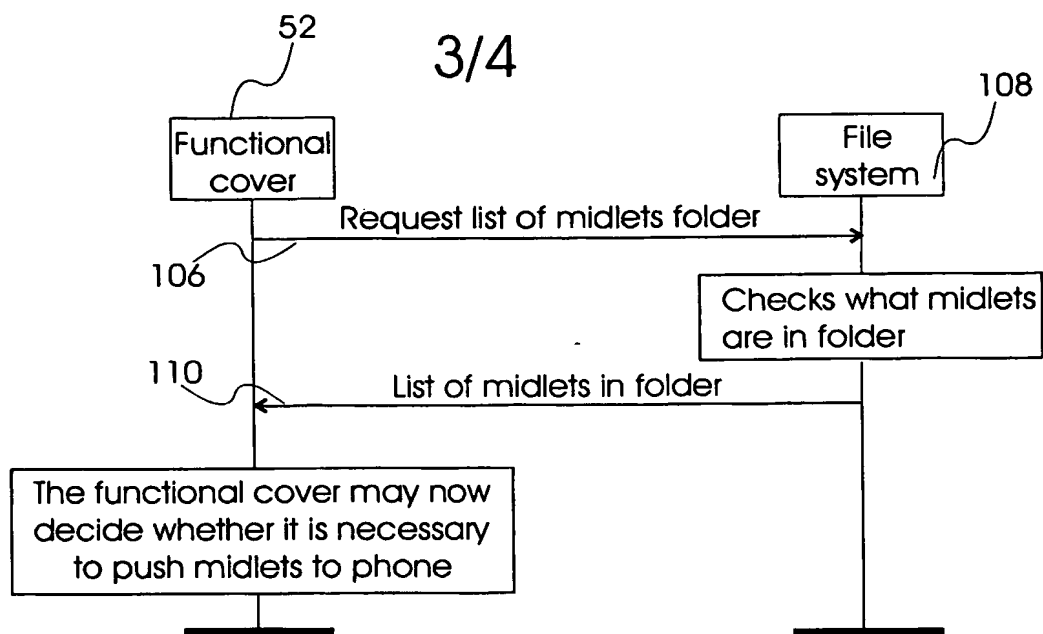 52
3/4
108
Functional
cover
File
system
Request list of midlets folder
106
Checks what midlets
are in folder
110
List of midlets in folder
The functional cover may now
decide whether it is necessary
to push midlets to phone